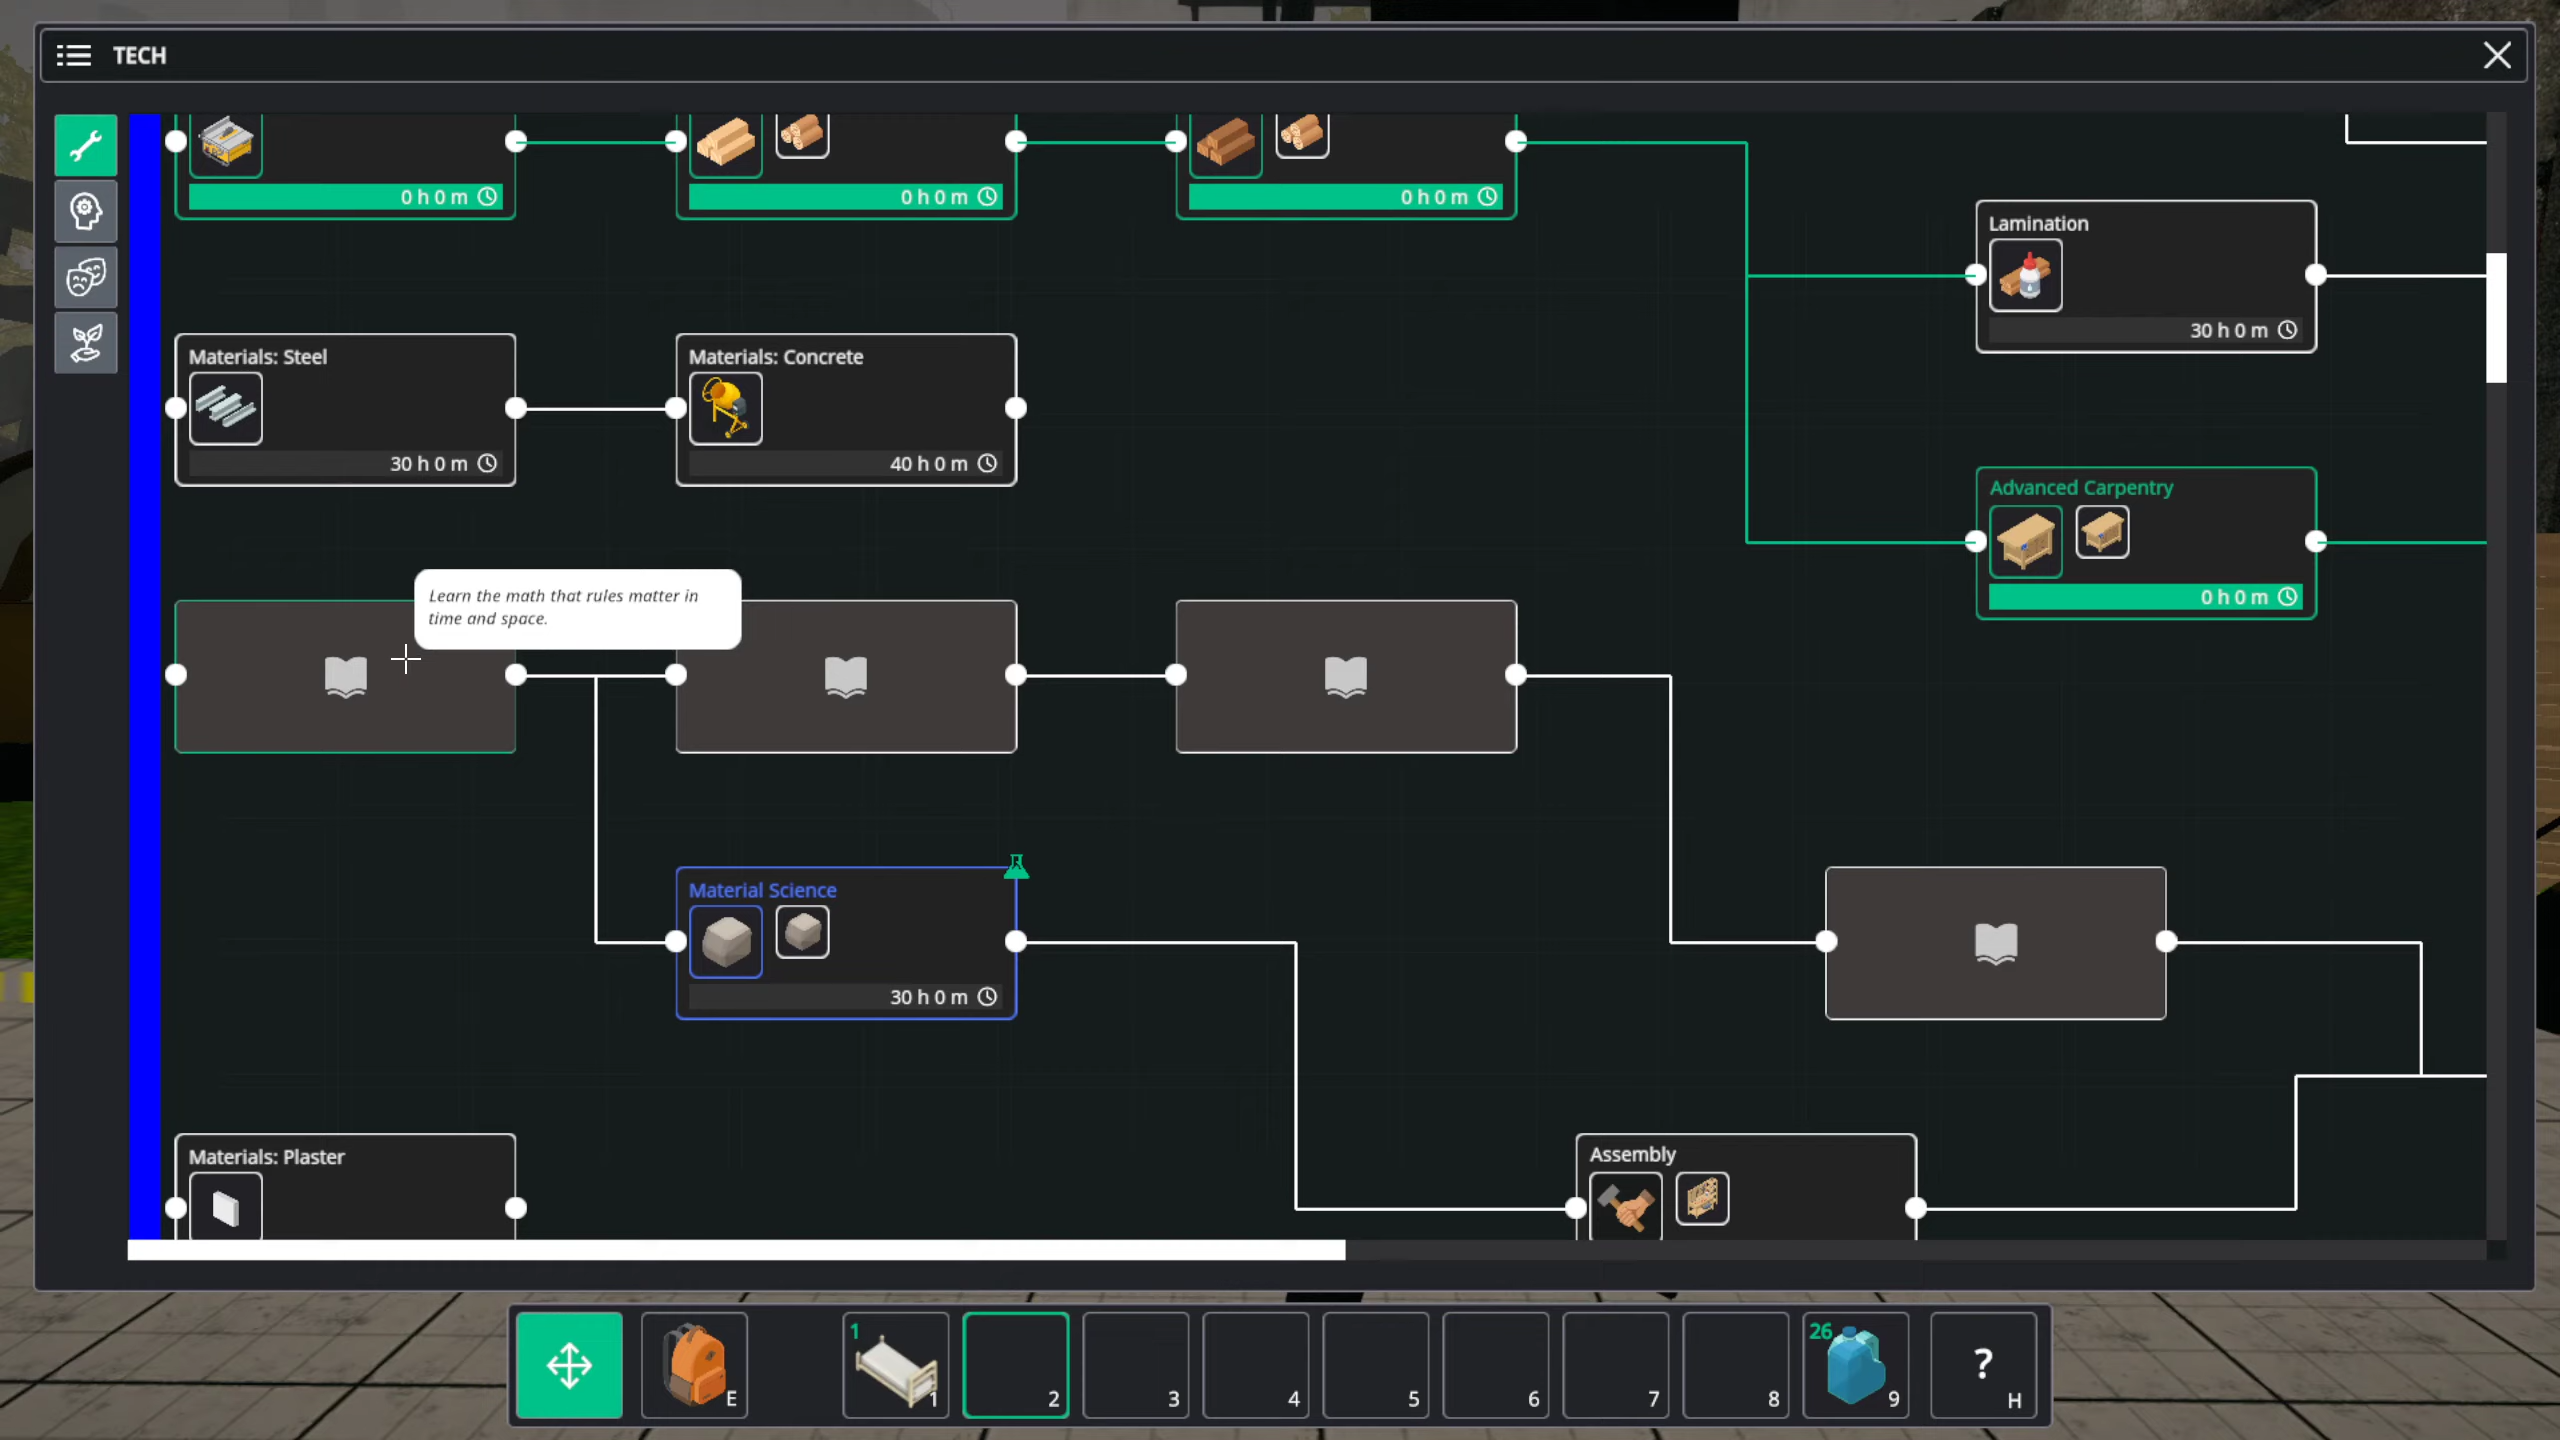 TECH
0 h 0 m
0 h 0 m
0 h 0 m
Lamination
30 h 0 m
Materials: Steel
30 h 0 m
Materials: Concrete
40 h 0 m
Advanced Carpentry
0 h 0 m
Learn the math that rules matter in
time and space.
Material Science
30 h 0 m
Materials: Plaster
Assembly
E
1
1
2
3
4
5
6
7
8
26
9
?
H